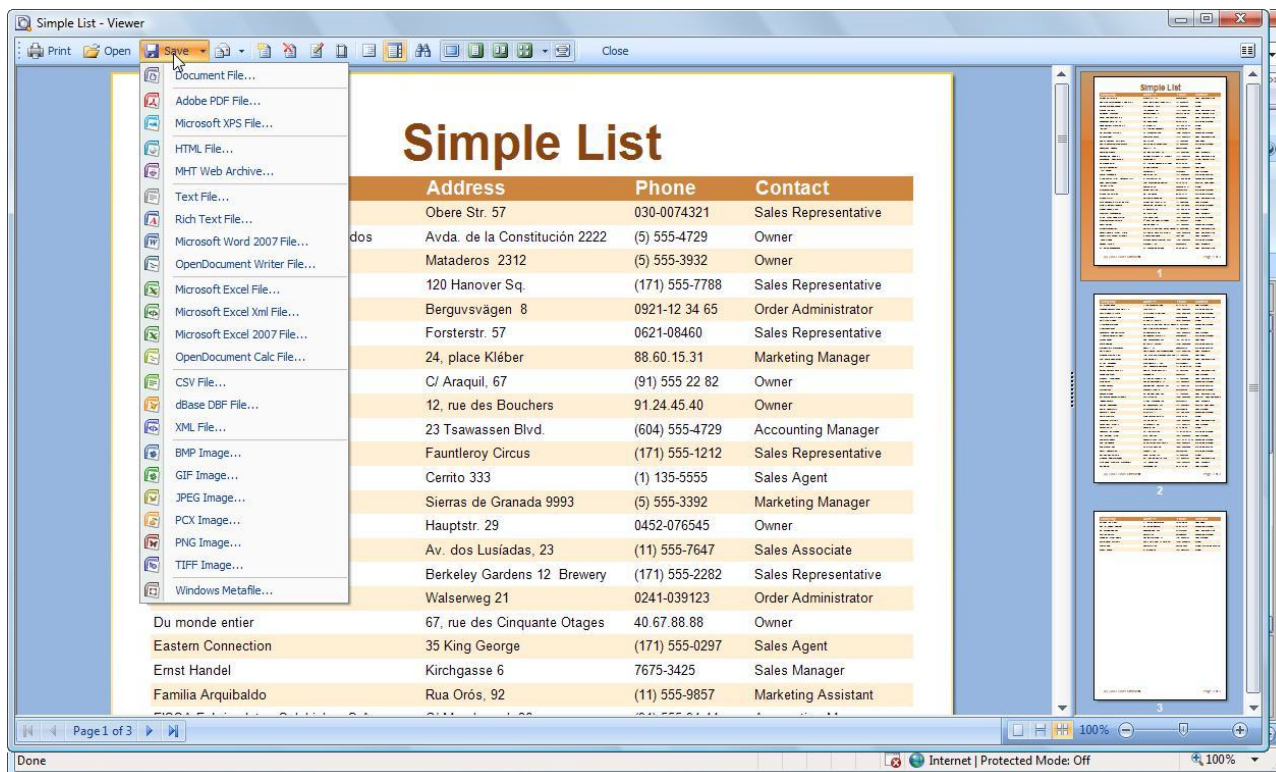 Simple List - Viewer
Print Open Save Close
Document File...
Adobe PDF File...
Microsoft XPS File...
HTML File...
MHT Web Archive...
Text File...
Rich Text File...
Microsoft Word 2007 File...
OpenDocument Writer File...
Microsoft Excel File...
Microsoft Excel Xml File...
Microsoft Excel 2007 File...
OpenDocument Calc File...
CSV File...
dBase DBF File...
XML File...
BMP Image...
GIF Image...
JPEG Image...
PCX Image...
PNG Image...
TIFF Image...
Windows Metafile...
Simple List
Address Phone Contact
Obere Str. 57 030-0074321 Sales Representative
dos Avda. de la Constitución 2222 (5) 555-4729 Owner
Mataderos 2312 (5) 555-3932 Owner
120 Hanover Sq. (171) 555-7788 Sales Representative
Berguvsvägen 8 0921-12 34 65 Order Administrator
Forsterstr. 57 0621-08460 Sales Representative
24, place Kléber 88.60.15.31 Marketing Manager
C/ Araquil, 67 (91) 555 22 82 Owner
12, rue des Bouchers 91.24.45.40 Owner
23 Tsawassen Blvd. (604) 555-4729 Accounting Manager
Fauntleroy Circus (171) 555-1212 Sales Representative
Cerrito 333 (1) 135-5555 Sales Agent
Sierras de Granada 9993 (5) 555-3392 Marketing Manager
Hauptstr. 29 0452-076545 Owner
Av. dos Lusíadas, 23 (11) 555-7647 Sales Associate
Berkeley Gardens 12 Brewery (171) 555-2282 Sales Representative
Walserweg 21 0241-039123 Order Administrator
Du monde entier 67, rue des Cinquante Otages 40.67.88.88 Owner
Eastern Connection 35 King George (171) 555-0297 Sales Agent
Ernst Handel Kirchgasse 6 7675-3425 Sales Manager
Familia Arquibaldo Rua Orós, 92 (11) 555-9857 Marketing Assistant
Simple List
1
2
3
Page 1 of 3 100%
Done Internet | Protected Mode: Off 100%